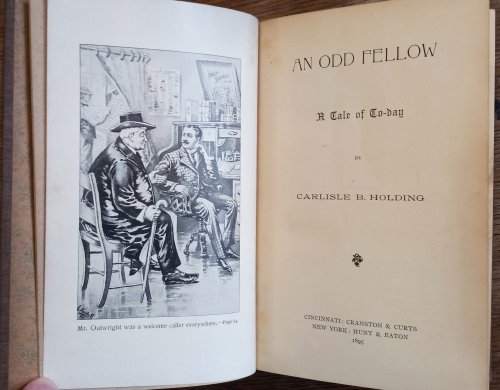 Mr. Outwright was a welcome caller everywhere.—Page 64
AN ODD FELLOW
A Tale of To-day
BY
CARLISLE B. HOLDING
CINCINNATI: CRANSTON & CURTS
NEW YORK: HUNT & EATON
1895